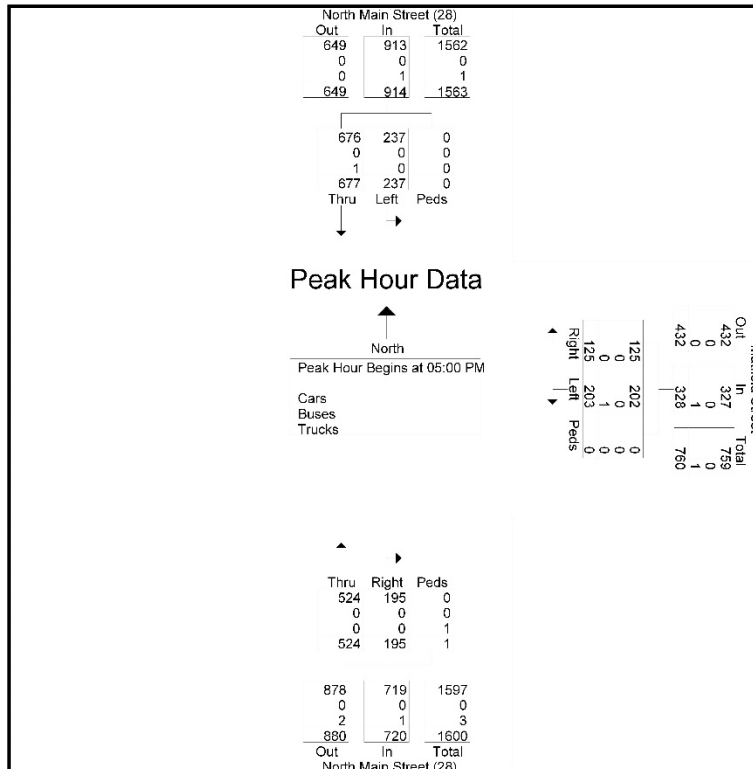 North Main Street (28)
Out In Total
649 913 1562
0 0 0
0 1 1
649 914 1563
676 237 0
0 0 0
1 0 0
677 237 0
Thru Left Peds
Peak Hour Data
North
Peak Hour Begins at 05:00 PM
Cars
Buses
Trucks
Street
Out In Total
432 327 759
0 0 0
0 1 1
432 328 760
125 202 0
0 0 0
0 1 0
125 203 0
Right Left Peds
Thru Right Peds
524 195 0
0 0 0
0 0 1
524 195 1
878 719 1597
0 0 0
2 1 3
880 720 1600
Out In Total
North Main Street (28)